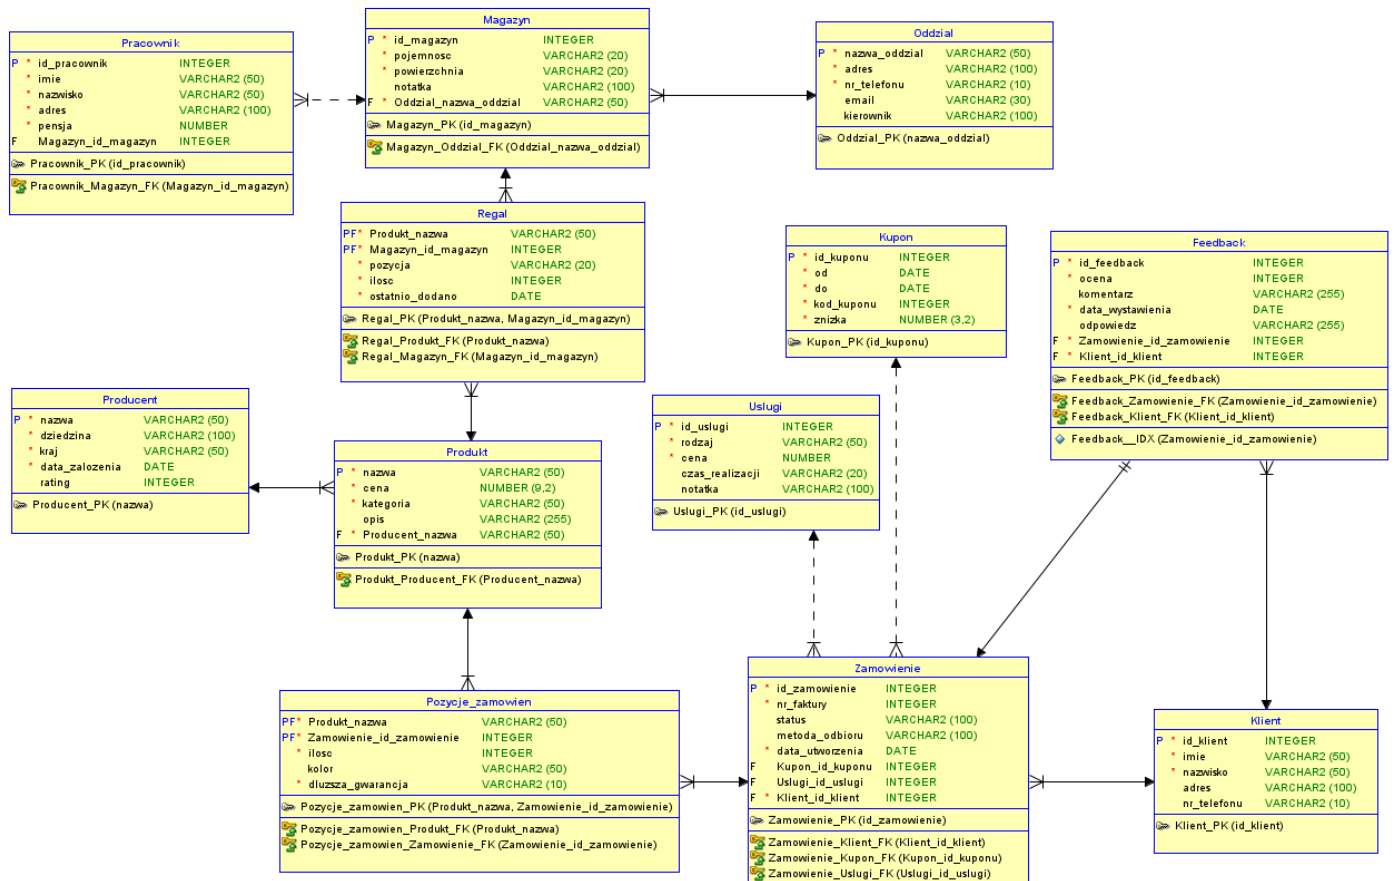 Pracownik
P * id_pracownik INTEGER
* imie VARCHAR2 (50)
* nazwisko VARCHAR2 (50)
* adres VARCHAR2 (100)
* pensja NUMBER
F Magazyn_id_magazyn INTEGER
Pracownik_PK (id_pracownik)
Pracownik_Magazyn_FK (Magazyn_id_magazyn)
Magazyn
P * id_magazyn INTEGER
* pojemnosc VARCHAR2 (20)
* powierzchnia VARCHAR2 (20)
notatka VARCHAR2 (100)
F * Oddzial_nazwa_oddzial VARCHAR2 (50)
Magazyn_PK (id_magazyn)
Magazyn_Oddzial_FK (Oddzial_nazwa_oddzial)
Oddzial
P * nazwa_oddzial VARCHAR2 (50)
* adres VARCHAR2 (100)
* nr_telefonu VARCHAR2 (10)
email VARCHAR2 (30)
kierownik VARCHAR2 (100)
Oddzial_PK (nazwa_oddzial)
Regal
PF* Produkt_nazwa VARCHAR2 (50)
PF* Magazyn_id_magazyn INTEGER
* pozycja VARCHAR2 (20)
* ilosc INTEGER
* ostatnio_dodano DATE
Regal_PK (Produkt_nazwa, Magazyn_id_magazyn)
Regal_Produkt_FK (Produkt_nazwa)
Regal_Magazyn_FK (Magazyn_id_magazyn)
Kupon
P * id_kuponu INTEGER
* od DATE
* do DATE
* kod_kuponu INTEGER
* znizka NUMBER (3,2)
Kupon_PK (id_kuponu)
Feedback
P * id_feedback INTEGER
* ocena INTEGER
komentarz VARCHAR2 (255)
* data_wystawienia DATE
odpowiedz VARCHAR2 (255)
F * Zamowienie_id_zamowienie INTEGER
F * Klient_id_klient INTEGER
Feedback_PK (id_feedback)
Feedback_Zamowienie_FK (Zamowienie_id_zamowienie)
Feedback_Klient_FK (Klient_id_klient)
Feedback__IDX (Zamowienie_id_zamowienie)
Producent
P * nazwa VARCHAR2 (50)
* dziedzina VARCHAR2 (100)
* kraj VARCHAR2 (50)
* data_zalozenia DATE
rating INTEGER
Producent_PK (nazwa)
Produkt
P * nazwa VARCHAR2 (50)
* cena NUMBER (9,2)
* kategoria VARCHAR2 (50)
opis VARCHAR2 (255)
F * Producent_nazwa VARCHAR2 (50)
Produkt_PK (nazwa)
Produkt_Producent_FK (Producent_nazwa)
Uslugi
P * id_uslugi INTEGER
* rodzaj VARCHAR2 (50)
* cena NUMBER
czas_realizacji VARCHAR2 (20)
notatka VARCHAR2 (100)
Uslugi_PK (id_uslugi)
Pozycje_zamowien
PF* Produkt_nazwa VARCHAR2 (50)
PF* Zamowienie_id_zamowienie INTEGER
* ilosc INTEGER
kolor VARCHAR2 (50)
* dluzsza_gwarancja VARCHAR2 (10)
Pozycje_zamowien_PK (Produkt_nazwa, Zamowienie_id_zamowienie)
Pozycje_zamowien_Produkt_FK (Produkt_nazwa)
Pozycje_zamowien_Zamowienie_FK (Zamowienie_id_zamowienie)
Zamowienie
P * id_zamowienie INTEGER
* nr_faktury INTEGER
status VARCHAR2 (100)
metoda_odbioru VARCHAR2 (100)
* data_utworzenia DATE
F Kupon_id_kuponu INTEGER
F Uslugi_id_uslugi INTEGER
F * Klient_id_klient INTEGER
Zamowienie_PK (id_zamowienie)
Zamowienie_Klient_FK (Klient_id_klient)
Zamowienie_Kupon_FK (Kupon_id_kuponu)
Zamowienie_Uslugi_FK (Uslugi_id_uslugi)
Klient
P * id_klient INTEGER
* imie VARCHAR2 (50)
* nazwisko VARCHAR2 (50)
adres VARCHAR2 (100)
nr_telefonu VARCHAR2 (10)
Klient_PK (id_klient)